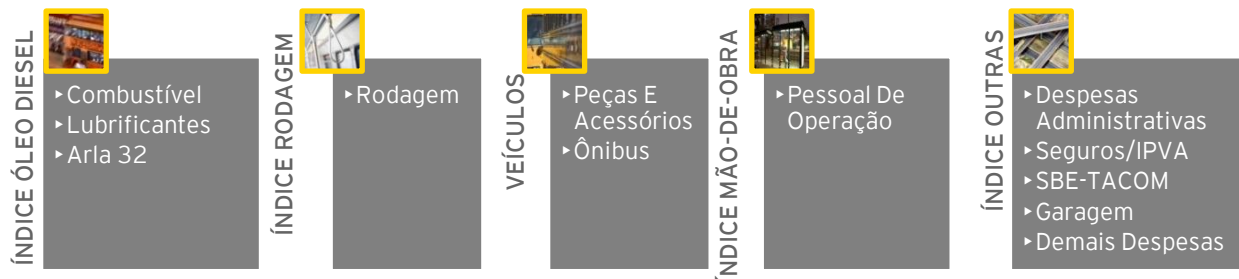 ÍNDICE ÓLEO DIESEL
▸Combustível
▸Lubrificantes
▸Arla 32
ÍNDICE RODAGEM
▸Rodagem
VEÍCULOS
▸Peças E
Acessórios
▸Ônibus
ÍNDICE MÃO-DE-OBRA
▸Pessoal De
Operação
ÍNDICE OUTRAS
▸Despesas
Administrativas
▸Seguros/IPVA
▸SBE-TACOM
▸Garagem
▸Demais Despesas